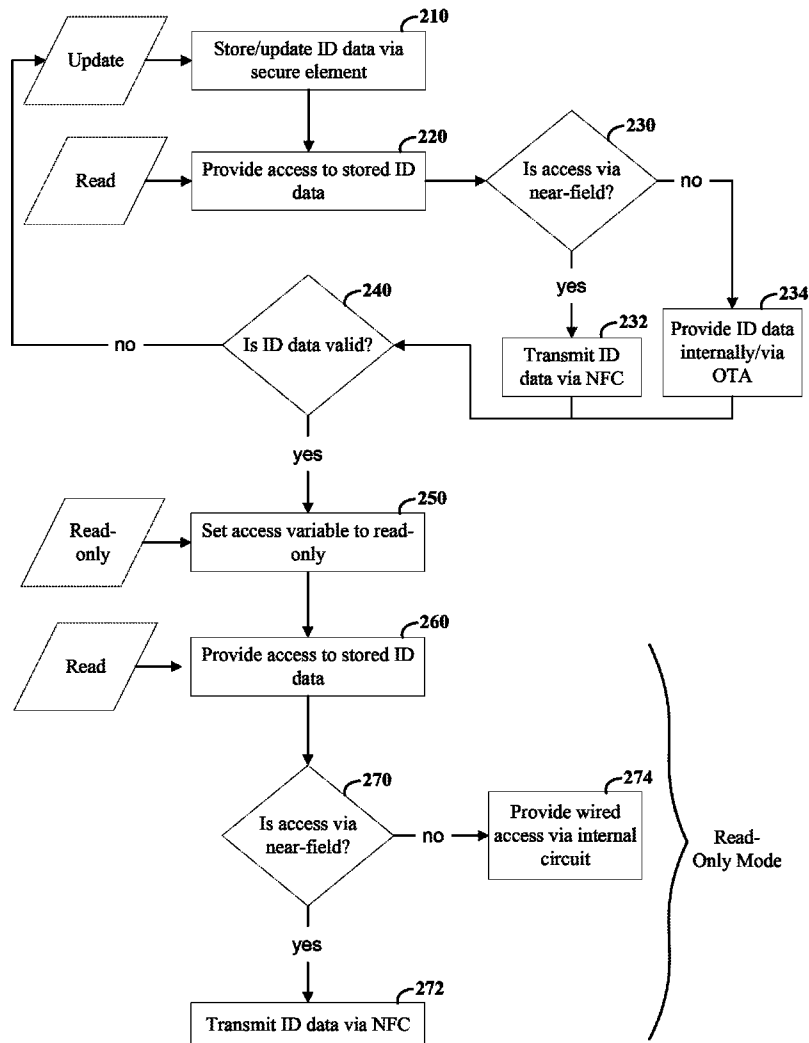 210
Update
Store/update ID data via
secure element
220
230
Read
Provide access to stored ID
data
Is access via
near-field?
no
yes
240
232
234
no
Is ID data valid?
Transmit ID
data via NFC
Provide ID data
internally/via
OTA
yes
250
Read-
only
Set access variable to read-
only
260
Read
Provide access to stored ID
data
270
274
Is access via
near-field?
no
Provide wired
access via internal
circuit
Read-
Only Mode
yes
272
Transmit ID data via NFC